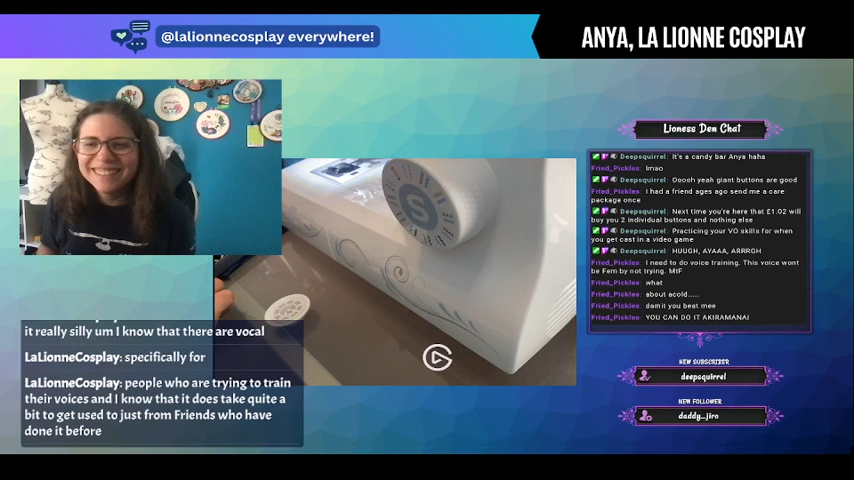 @lalionnecosplay everywhere!
ANYA, LA LIONNE COSPLAY
Lioness Den Chat
Deepsquirrel: It's a candy bar Anya haha
Fried_Pickles: lmao
Deepsquirrel: Ooooh yeah giant buttons are good
Fried_Pickles: I had a friend ages ago send me a care
package once
Deepsquirrel: Next time you're here that £1.02 will
buy you 2 individual buttons and nothing else
Deepsquirrel: Practicing your VO skills for when
you get cast in a video game
Deepsquirrel: HUUGH, AYAAA, ARRRGH
Fried_Pickles: I need to do voice training. This voice wont
be Fem by not trying. MtF
Fried_Pickles: what
Fried_Pickles: about acold.....
Fried_Pickles: damit you beat mee
Fried_Pickles: YOU CAN DO IT AKIRAMANAI
S
it really silly um I know that there are vocal
LaLionneCosplay: specifically for
LaLionneCosplay: people who are trying to train
their voices and I know that it does take quite a
bit to get used to just from Friends who have
done it before
NEW SUBSCRIBER
deepsquirrel
NEW FOLLOWER
daddy_jiro